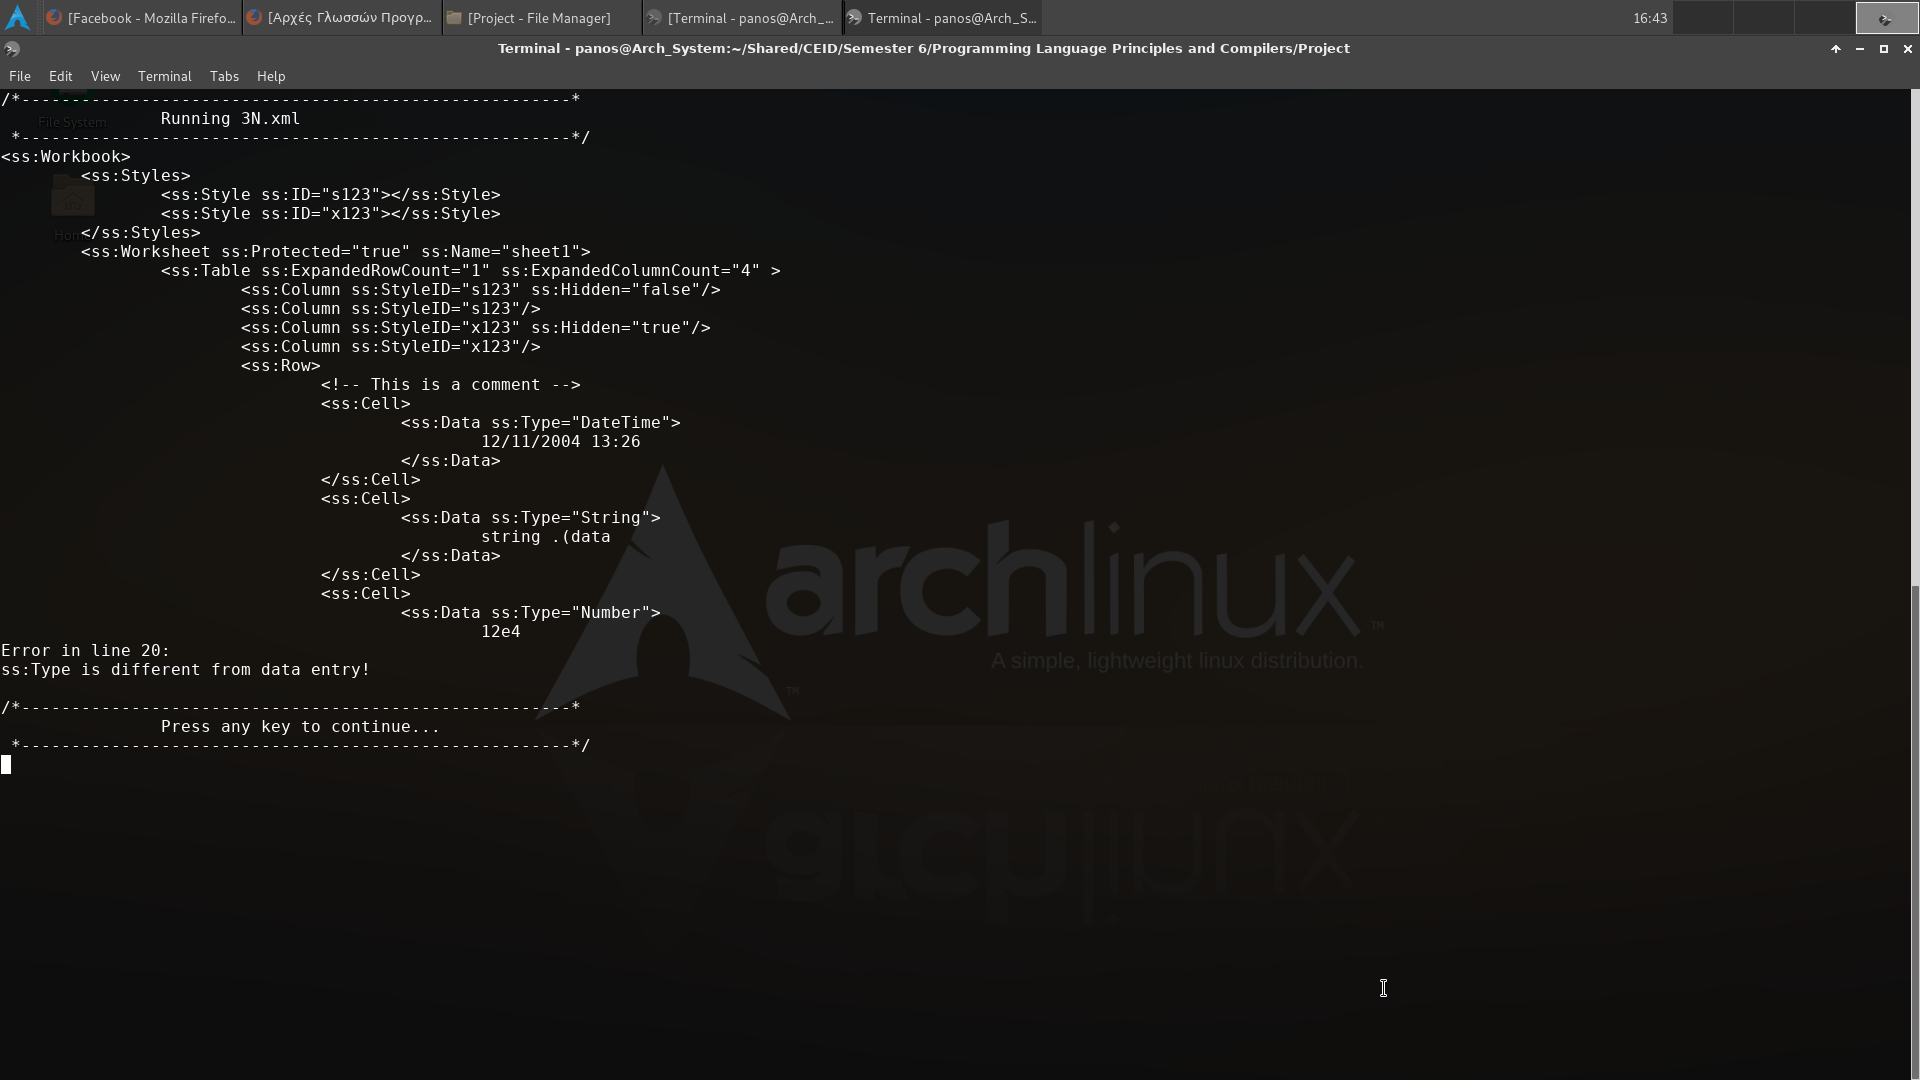 [Facebook - Mozilla Firefo... [Αρχές Γλωσσών Προγρ... [Project - File Manager] [Terminal - panos@Arch_... Terminal - panos@Arch_S... 16:43
Terminal - panos@Arch_System:~/Shared/CEID/Semester 6/Programming Language Principles and Compilers/Project
File Edit View Terminal Tabs Help
/*-------------------------------------------------------*
File System
Running 3N.xml
*-------------------------------------------------------*/
<ss:Workbook>
<ss:Styles>
<ss:Style ss:ID="s123"></ss:Style>
<ss:Style ss:ID="x123"></ss:Style>
Home
</ss:Styles>
<ss:Worksheet ss:Protected="true" ss:Name="sheet1">
<ss:Table ss:ExpandedRowCount="1" ss:ExpandedColumnCount="4" >
<ss:Column ss:StyleID="s123" ss:Hidden="false"/>
<ss:Column ss:StyleID="s123"/>
<ss:Column ss:StyleID="x123" ss:Hidden="true"/>
<ss:Column ss:StyleID="x123"/>
<ss:Row>
<!-- This is a comment -->
<ss:Cell>
<ss:Data ss:Type="DateTime">
12/11/2004 13:26
</ss:Data>
</ss:Cell>
<ss:Cell>
<ss:Data ss:Type="String">
string .(data
</ss:Data>
</ss:Cell>
<ss:Cell>
<ss:Data ss:Type="Number">
12e4
Error in line 20:
ss:Type is different from data entry!
/*-------------------------------------------------------*
Press any key to continue...
*-------------------------------------------------------*/
archlinux™
A simple, lightweight linux distribution.
™